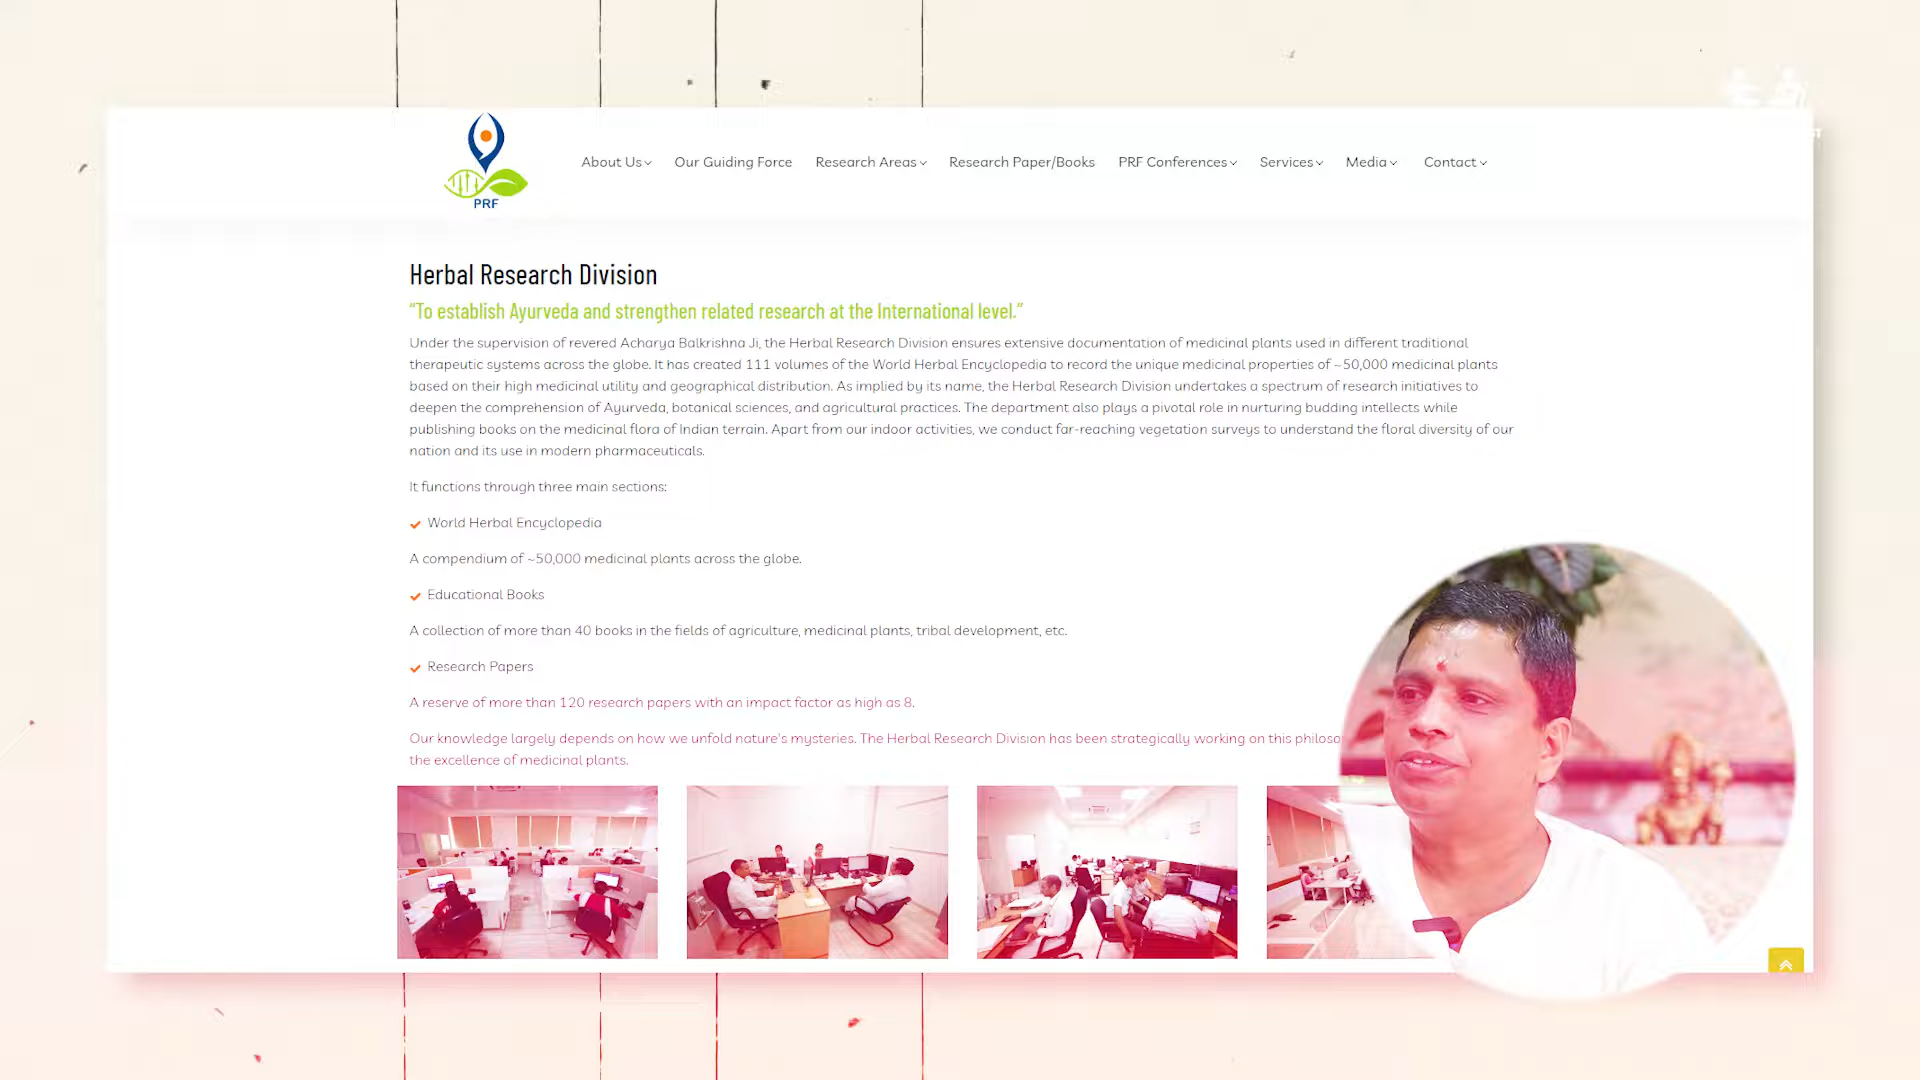 PRF
About Us
Our Guiding Force
Research Areas
Research Paper/Books
PRF Conferences
Services
Media
Contact
Herbal Research Division
“To establish Ayurveda and strengthen related research at the International level.”
Under the supervision of revered Acharya Balkrishna Ji, the Herbal Research Division ensures extensive documentation of medicinal plants used in different traditional
therapeutic systems across the globe. It has created 111 volumes of the World Herbal Encyclopedia to record the unique medicinal properties of ~50,000 medicinal plants
based on their high medicinal utility and geographical distribution. As implied by its name, the Herbal Research Division undertakes a spectrum of research initiatives to
deepen the comprehension of Ayurveda, botanical sciences, and agricultural practices. The department also plays a pivotal role in nurturing budding intellects while
publishing books on the medicinal flora of Indian terrain. Apart from our indoor activities, we conduct far-reaching vegetation surveys to understand the floral diversity of our
nation and its use in modern pharmaceuticals.
It functions through three main sections:
World Herbal Encyclopedia
A compendium of ~50,000 medicinal plants across the globe.
Educational Books
A collection of more than 40 books in the fields of agriculture, medicinal plants, tribal development, etc.
Research Papers
A reserve of more than 120 research papers with an impact factor as high as 8.
Our knowledge largely depends on how we unfold nature's mysteries. The Herbal Research Division has been strategically working on this
the excellence of medicinal plants.